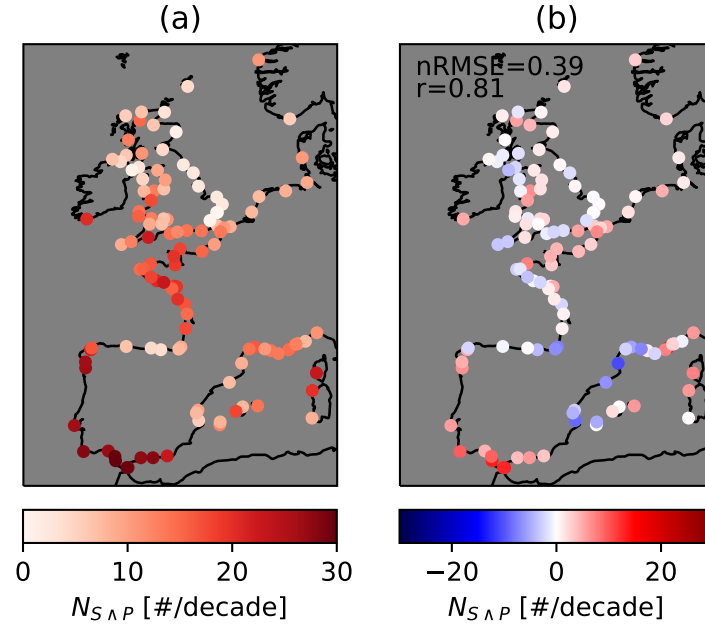 (a)
(b)
nRMSE=0.39
r=0.81
0 10 20 30
−20 0 20
N_{S∧P} [#/decade]
N_{S∧P} [#/decade]